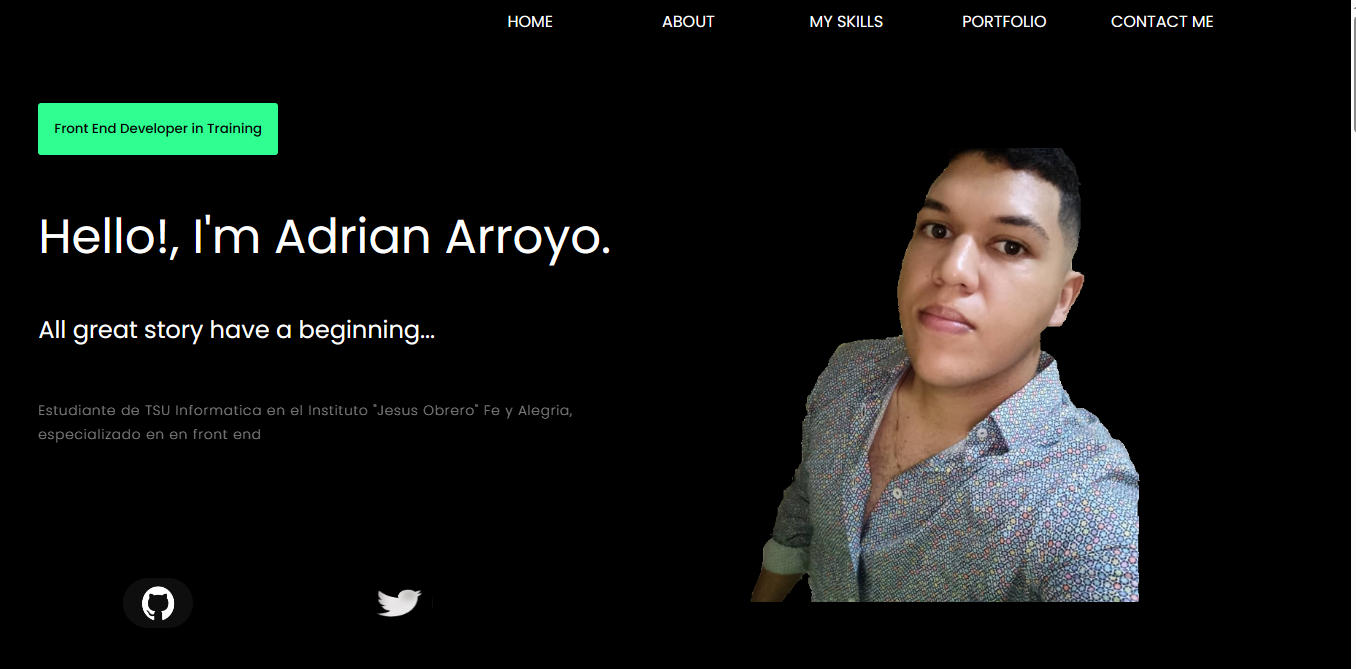 HOME ABOUT MY SKILLS PORTFOLIO CONTACT ME
Front End Developer in Training
Hello!, I'm Adrian Arroyo.
All great story have a beginning...
Estudiante de TSU Informatica en el Instituto "Jesus Obrero" Fe y Alegria,
especializado en en front end